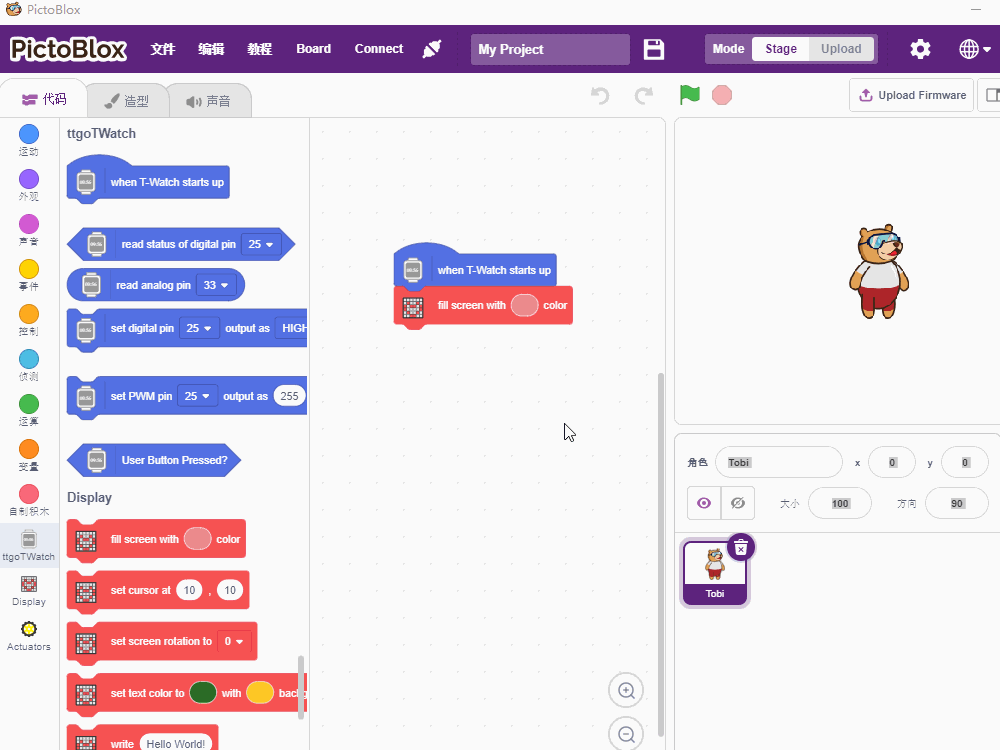 PictoBlox
PictoBlox 文件 编辑 教程 Board Connect My Project Mode Stage Upload
代码 造型 声音 Upload Firmware
运动
外观
声音
事件
控制
侦测
运算
变量
自制积木
ttgoTWatch
Display
Actuators
ttgoTWatch
when T-Watch starts up
read status of digital pin 25
read analog pin 33
set digital pin 25 output as HIGH
set PWM pin 25 output as 255
User Button Pressed?
Display
fill screen with color
set cursor at 10 , 10
set screen rotation to 0
set text color to with backg
write Hello World!
when T-Watch starts up
fill screen with color
角色 Tobi x 0 y 0
大小 100 方向 90
Tobi